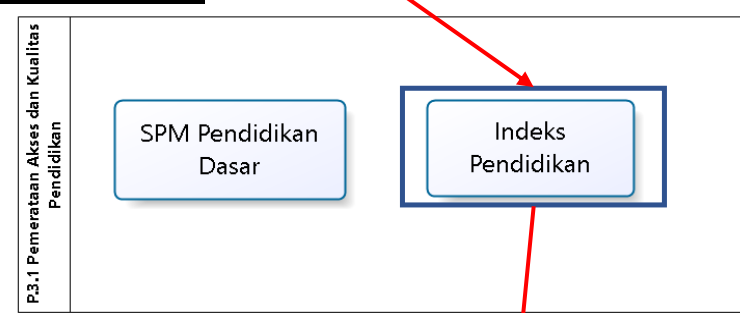 P.3.1 Pemerataan Akses dan Kualitas
Pendidikan
SPM Pendidikan
Dasar
Indeks
Pendidikan